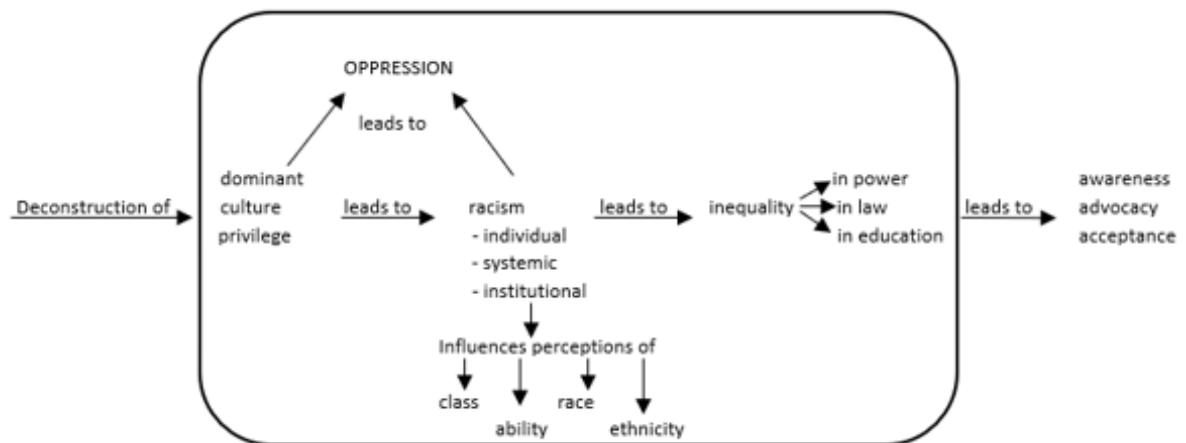 OPPRESSION
leads to
Deconstruction of
dominant
culture
privilege
leads to
racism
- individual
- systemic
- institutional
leads to
inequality
in power
in law
in education
leads to
awareness
advocacy
acceptance
Influences perceptions of
class
ability
race
ethnicity